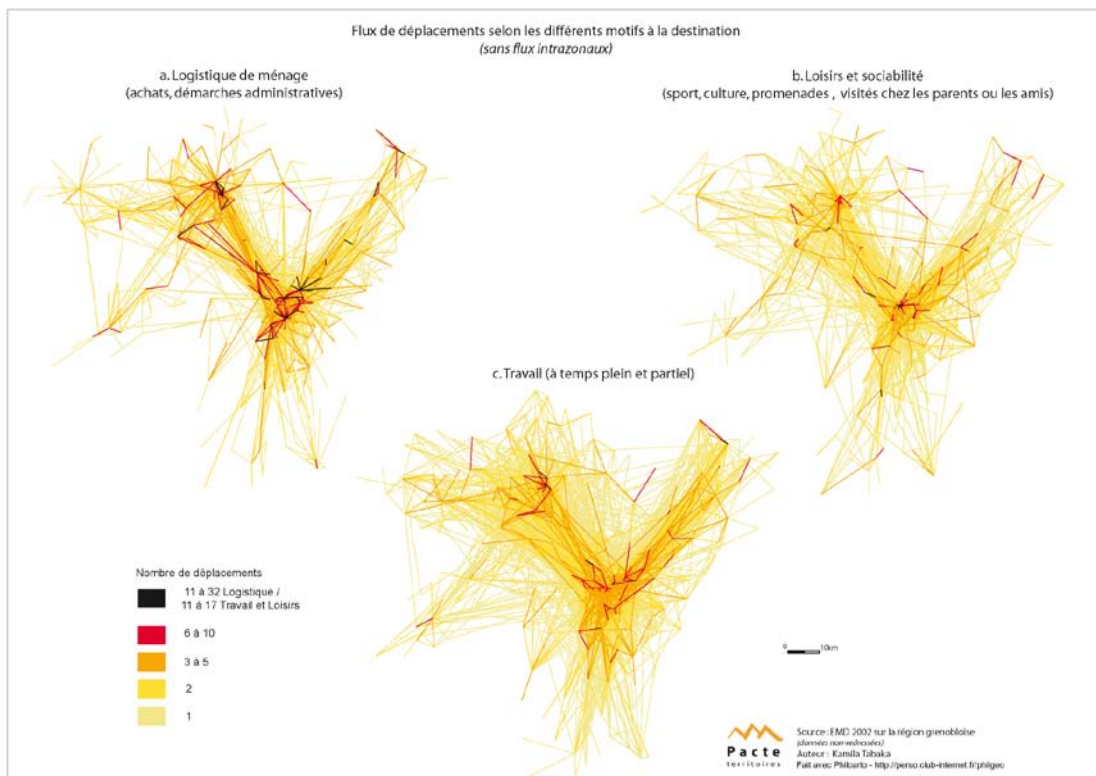 Flux de déplacements selon les différents motifs à la destination
(sans flux intrazonaux)
a. Logistique de ménage
(achats, démarches administratives)
b. Loisirs et sociabilité
(sport, culture, promenades , visités chez les parents ou les amis)
c. Travail (à temps plein et partiel)
Nombre de déplacements
11 à 32 Logistique /
11 à 17 Travail et Loisirs
6 à 10
3 à 5
2
1
0 10km
Pacte
territoires
Source : EMD 2002 sur la région grenobloise
(données non-redressées)
Auteur : Kamila Tabaka
Fait avec Philcarto - http://perso.club-internet.fr/philgeo